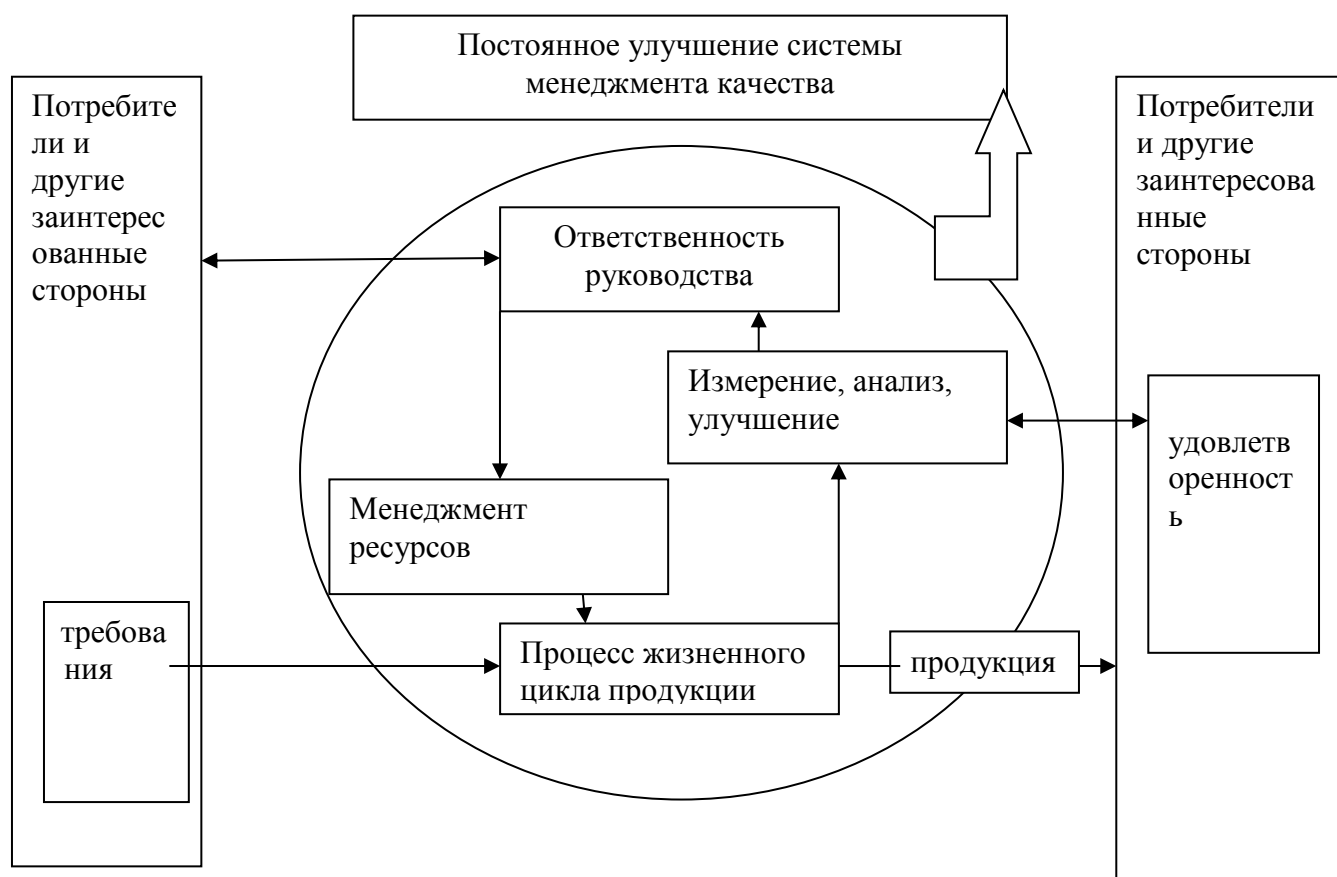 Постоянное улучшение системы
менеджмента качества
Потребите
ли и
другие
заинтерес
ованные
стороны
Потребители
и другие
заинтересова
нные
стороны
Ответственность
руководства
Измерение, анализ,
улучшение
удовлетв
оренност
ь
Менеджмент
ресурсов
требова
ния
Процесс жизненного
цикла продукции
продукция